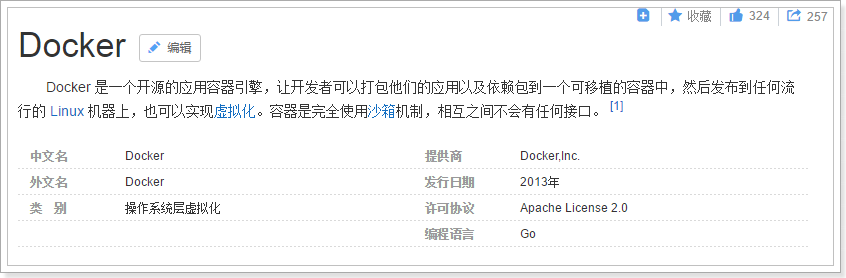 收藏 324 257
Docker 编辑
Docker 是一个开源的应用容器引擎，让开发者可以打包他们的应用以及依赖包到一个可移植的容器中，然后发布到任何流
行的 Linux 机器上，也可以实现虚拟化。容器是完全使用沙箱机制，相互之间不会有任何接口。 [1]
中文名 Docker 提供商 Docker,Inc.
外文名 Docker 发行日期 2013年
类 别 操作系统层虚拟化 许可协议 Apache License 2.0
编程语言 Go